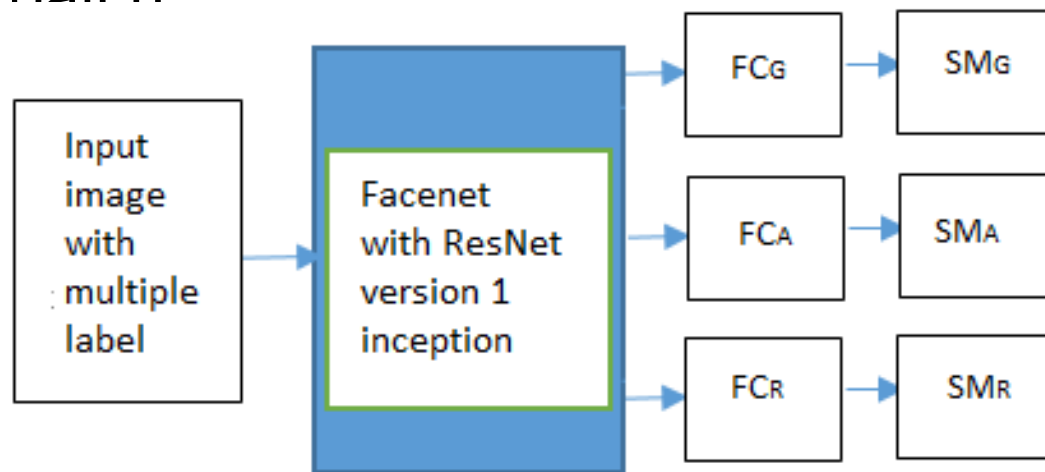 Input
image
with
multiple
label
Facenet
with ResNet
version 1
inception
FCG
SMG
FCA
SMA
FCR
SMR